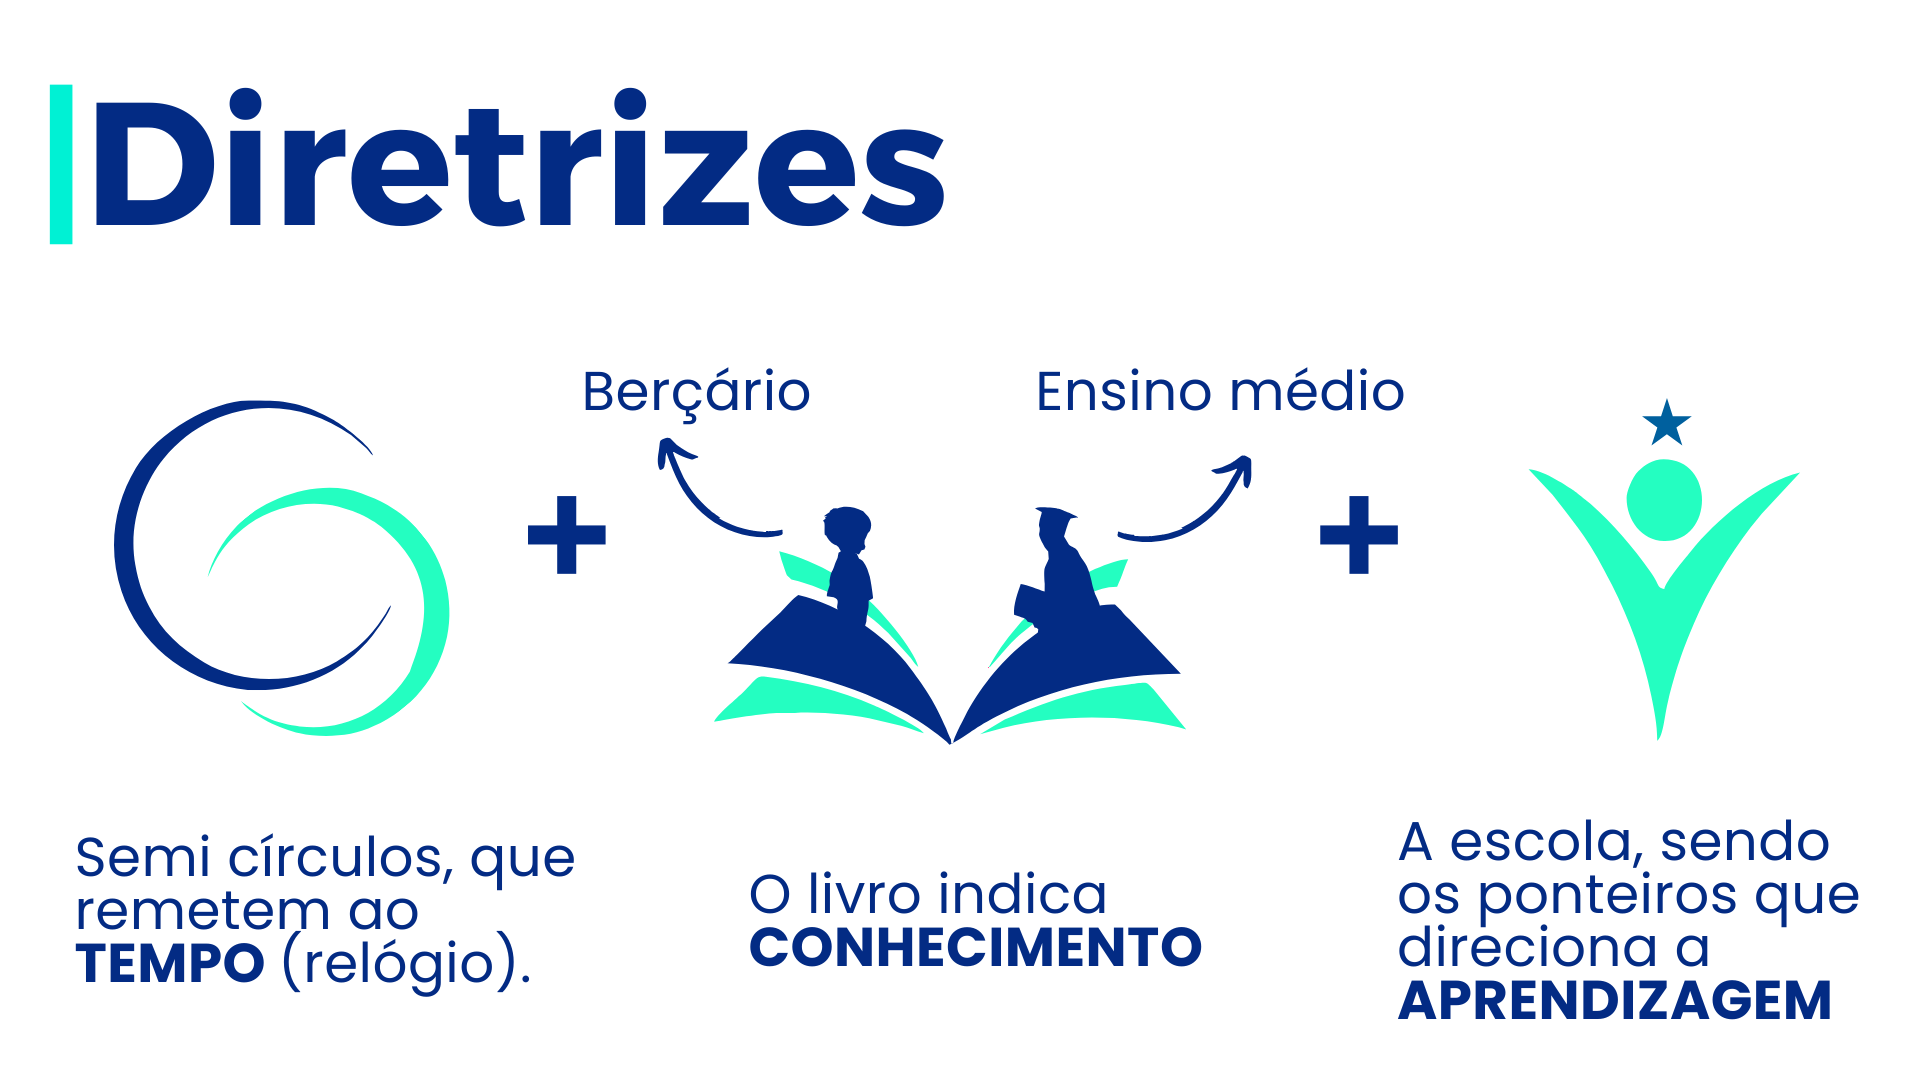 Diretrizes
Berçário
Ensino médio
+
+
Semi círculos, que
remetem ao
TEMPO (relógio).
O livro indica
CONHECIMENTO
A escola, sendo
os ponteiros que
direciona a
APRENDIZAGEM